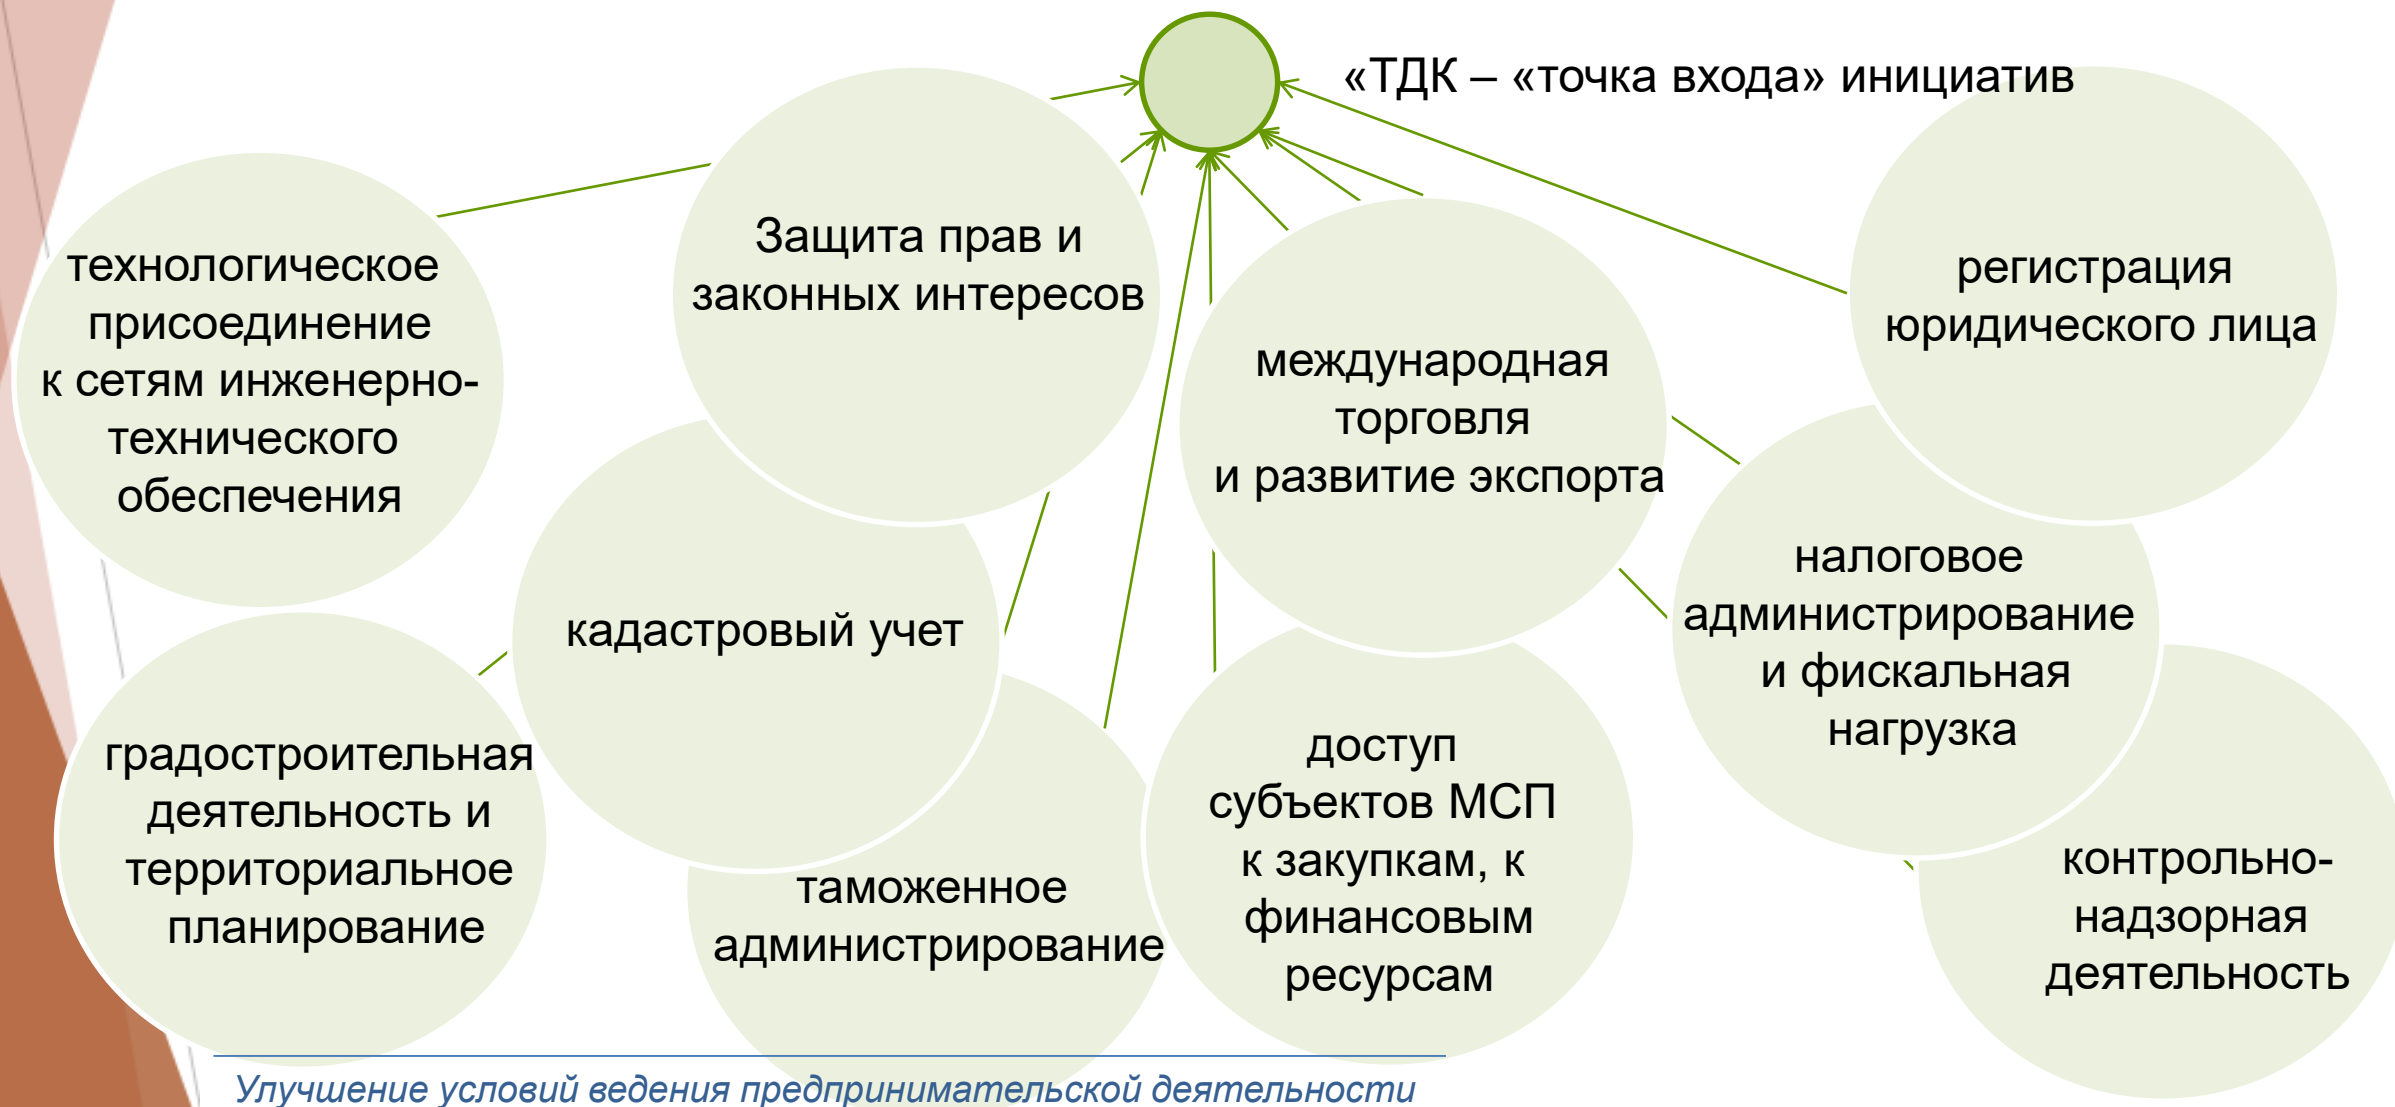 «ТДК – «точка входа» инициатив
технологическое
присоединение
к сетям инженерно-
технического
обеспечения
Защита прав и
законных интересов
международная
торговля
и развитие экспорта
регистрация
юридического лица
кадастровый учет
налоговое
администрирование
и фискальная
нагрузка
градостроительная
деятельность и
территориальное
планирование
таможенное
администрирование
доступ
субъектов МСП
к закупкам, к
финансовым
ресурсам
контрольно-
надзорная
деятельность
Улучшение условий ведения предпринимательской деятельности